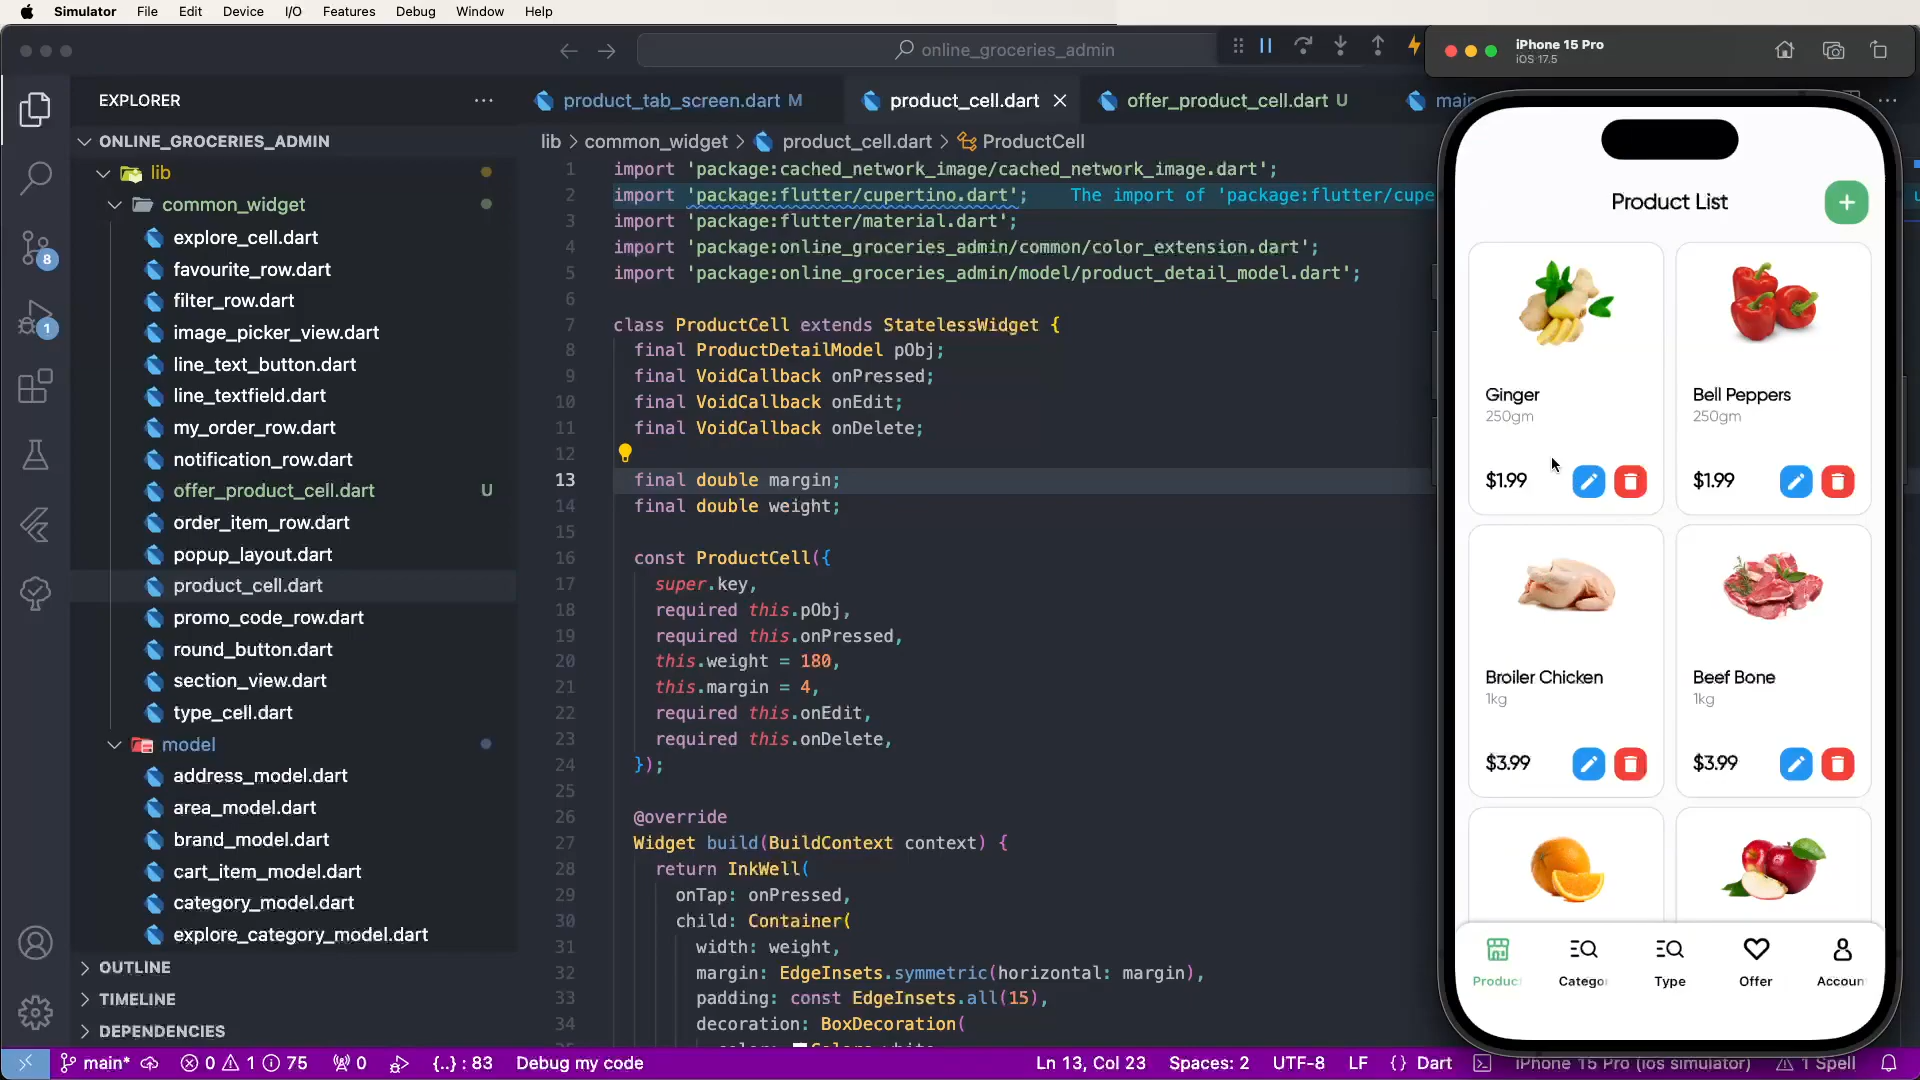 Simulator File Edit Device I/O Features Debug Window Help
online_groceries_admin
EXPLORER
ONLINE_GROCERIES_ADMIN
lib
common_widget
explore_cell.dart
favourite_row.dart
filter_row.dart
image_picker_view.dart
line_text_button.dart
line_textfield.dart
my_order_row.dart
notification_row.dart
offer_product_cell.dart U
order_item_row.dart
popup_layout.dart
product_cell.dart
promo_code_row.dart
round_button.dart
section_view.dart
type_cell.dart
model
address_model.dart
area_model.dart
brand_model.dart
cart_item_model.dart
category_model.dart
explore_category_model.dart
OUTLINE
TIMELINE
DEPENDENCIES
8
1
product_tab_screen.dart M
product_cell.dart
offer_product_cell.dart U
main
lib > common_widget > product_cell.dart > ProductCell
1 import 'package:cached_network_image/cached_network_image.dart';
2 import 'package:flutter/cupertino.dart'; The import of 'package:flutter/cupe
3 import 'package:flutter/material.dart';
4 import 'package:online_groceries_admin/common/color_extension.dart';
5 import 'package:online_groceries_admin/model/product_detail_model.dart';
6
7 class ProductCell extends StatelessWidget {
8 final ProductDetailModel pObj;
9 final VoidCallback onPressed;
10 final VoidCallback onEdit;
11 final VoidCallback onDelete;
12
13 final double margin;
14 final double weight;
15
16 const ProductCell({
17 super.key,
18 required this.pObj,
19 required this.onPressed,
20 this.weight = 180,
21 this.margin = 4,
22 required this.onEdit,
23 required this.onDelete,
24 });
25
26 @override
27 Widget build(BuildContext context) {
28 return InkWell(
29 onTap: onPressed,
30 child: Container(
31 width: weight,
32 margin: EdgeInsets.symmetric(horizontal: margin),
33 padding: const EdgeInsets.all(15),
34 decoration: BoxDecoration(
iPhone 15 Pro
iOS 17.5
Product List
Ginger
250gm
$1.99
Bell Peppers
250gm
$1.99
Broiler Chicken
1kg
$3.99
Beef Bone
1kg
$3.99
Produc Catego Type Offer Accoun
main* 0 1 75 0 {..} : 83 Debug my code Ln 13, Col 23 Spaces: 2 UTF-8 LF { } Dart iPhone 15 Pro (ios simulator) 1 Spell